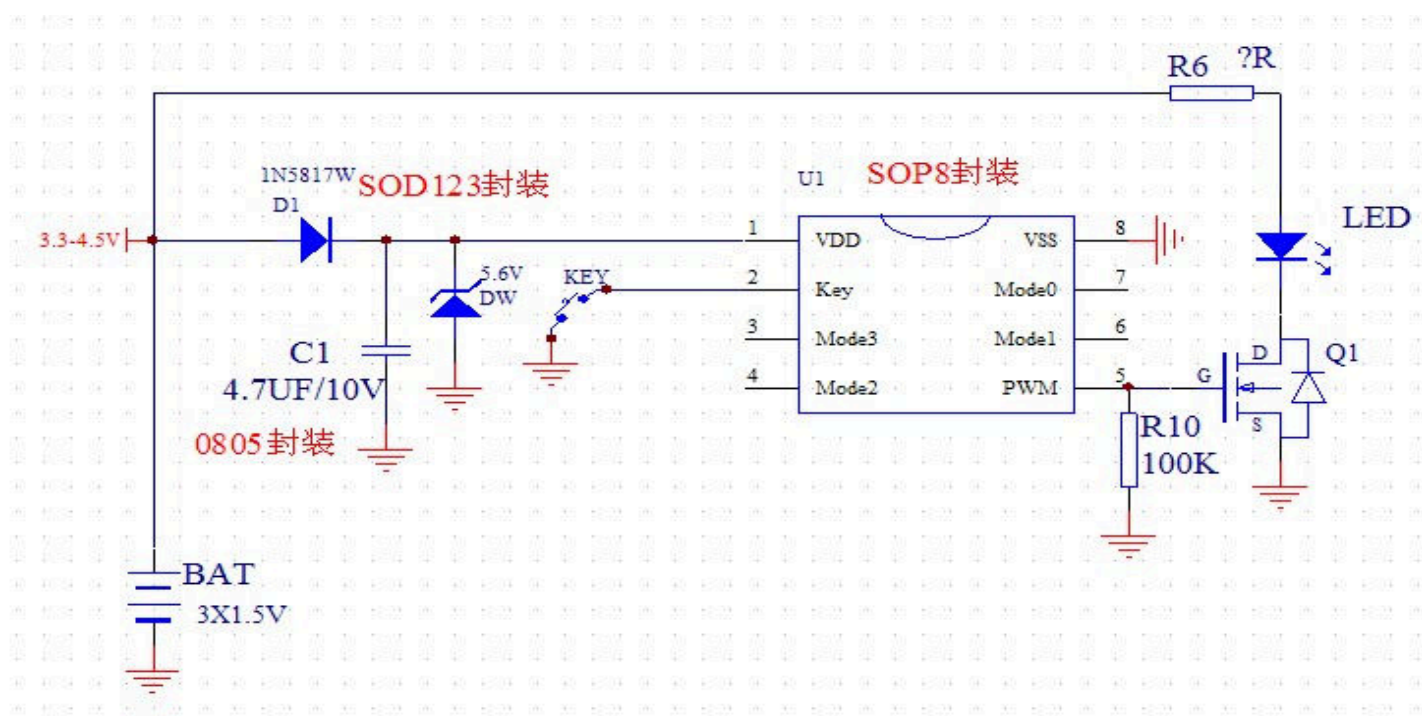 R6 ?R
1N5817W SOD123封装
D1
U1 SOP8封装
LED
3.3-4.5V
1 VDD VSS 8
5.6V
DW
KEY
2 Key Mode0 7
3 Mode3 Mode1 6
C1
4.7UF/10V
4 Mode2 PWM 5
G D Q1
S
0805封装
R10
100K
BAT
3X1.5V